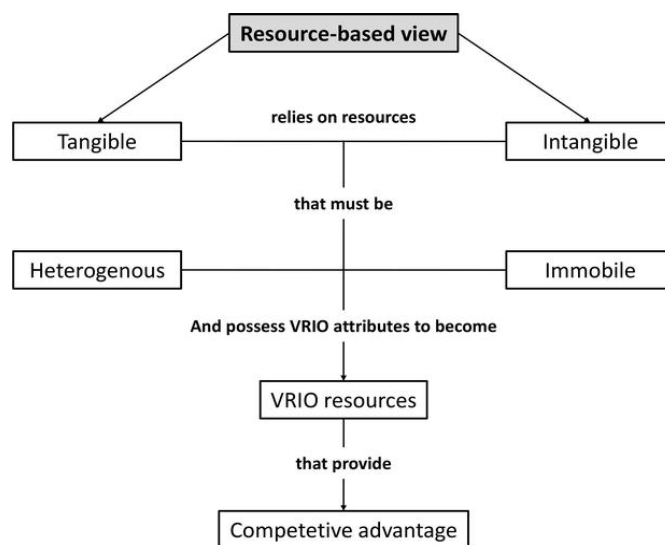 Resource-based view
relies on resources
Tangible
Intangible
that must be
Heterogenous
Immobile
And possess VRIO attributes to become
VRIO resources
that provide
Competetive advantage